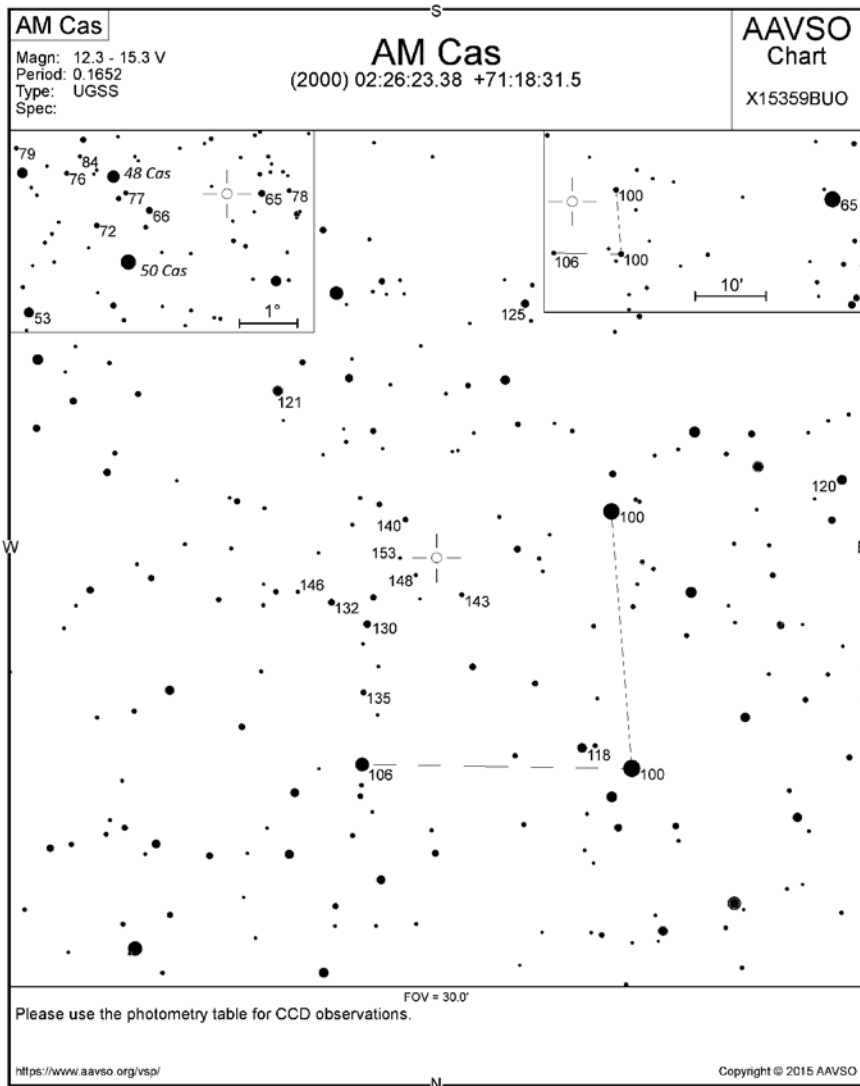 S
AM Cas
Magn: 12.3 - 15.3 V
Period: 0.1652
Type: UGSS
Spec:
AM Cas
(2000) 02:26:23.38 +71:18:31.5
AAVSO
Chart
X15359BUO
79
84
76
48 Cas
77
66
72
50 Cas
65
78
53
1°
100
65
106
100
10'
125
121
120
140
100
W
E
153
148
146
143
132
130
135
118
106
100
FOV = 30.0'
Please use the photometry table for CCD observations.
https://www.aavso.org/vsp/
N
Copyright © 2015 AAVSO